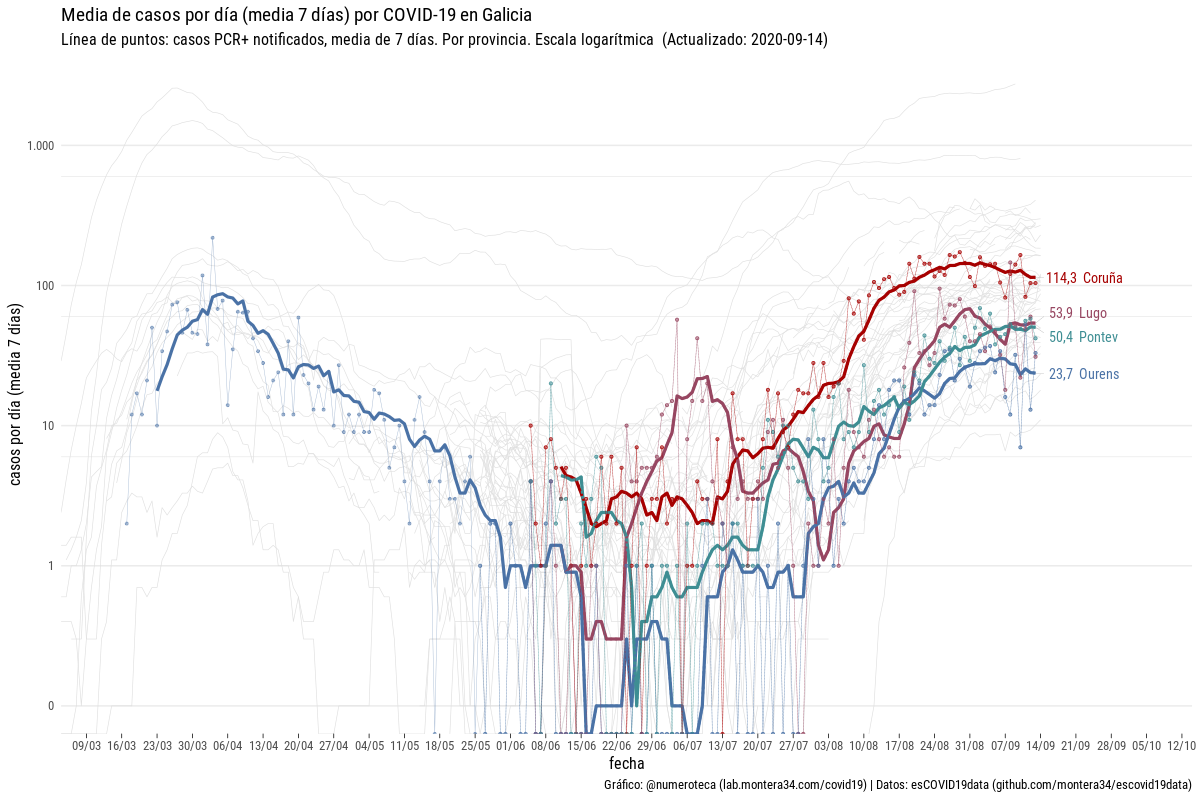 Media de casos por día (media 7 días) por COVID-19 en Galicia
Línea de puntos: casos PCR+ notificados, media de 7 días. Por provincia. Escala logarítmica (Actualizado: 2020-09-14)
casos por día (media 7 días)
1.000
100
10
1
0
114,3 Coruña
53,9 Lugo
50,4 Pontev
23,7 Ourens
09/03 16/03 23/03 30/03 06/04 13/04 20/04 27/04 04/05 11/05 18/05 25/05 01/06 08/06 15/06 22/06 29/06 06/07 13/07 20/07 27/07 03/08 10/08 17/08 24/08 31/08 07/09 14/09 21/09 28/09 05/10 12/10
fecha
Gráfico: @numeroteca (lab.montera34.com/covid19) | Datos: esCOVID19data (github.com/montera34/escovid19data)